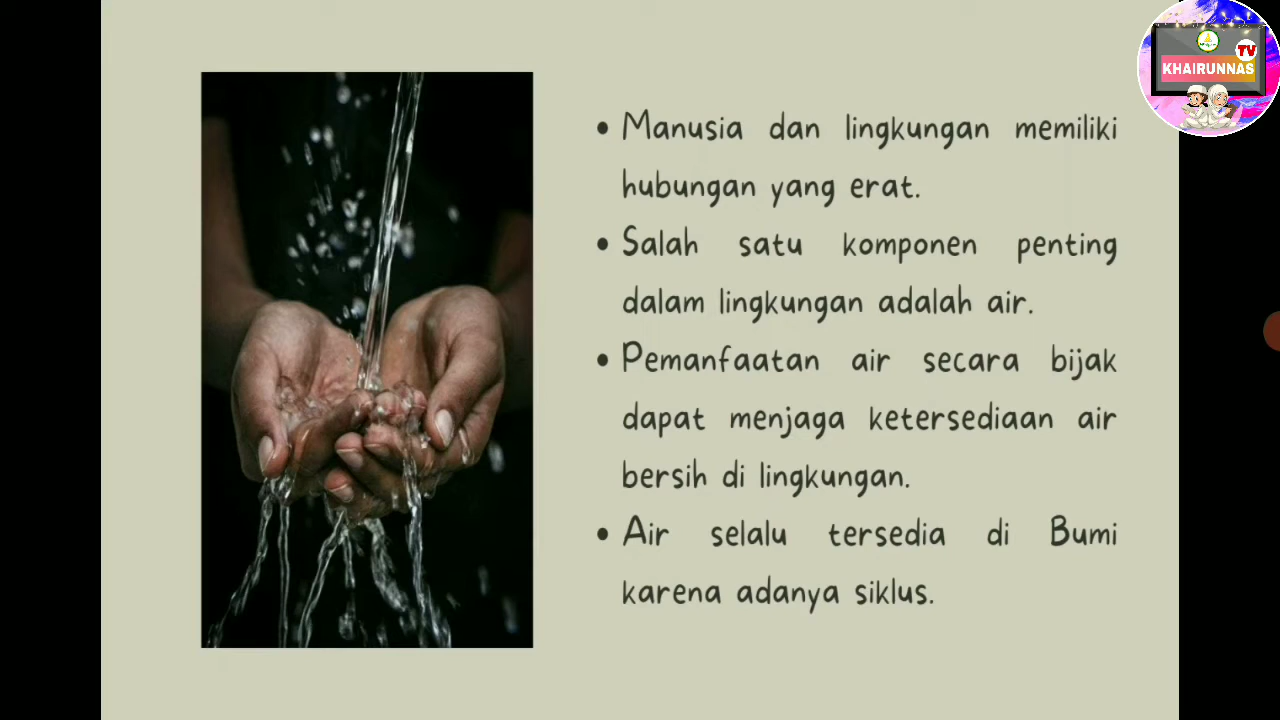 TV
KHAIRUNNAS
• Manusia dan lingkungan memiliki
hubungan yang erat.
• Salah satu komponen penting
dalam lingkungan adalah air.
• Pemanfaatan air secara bijak
dapat menjaga ketersediaan air
bersih di lingkungan.
• Air selalu tersedia di Bumi
karena adanya siklus.